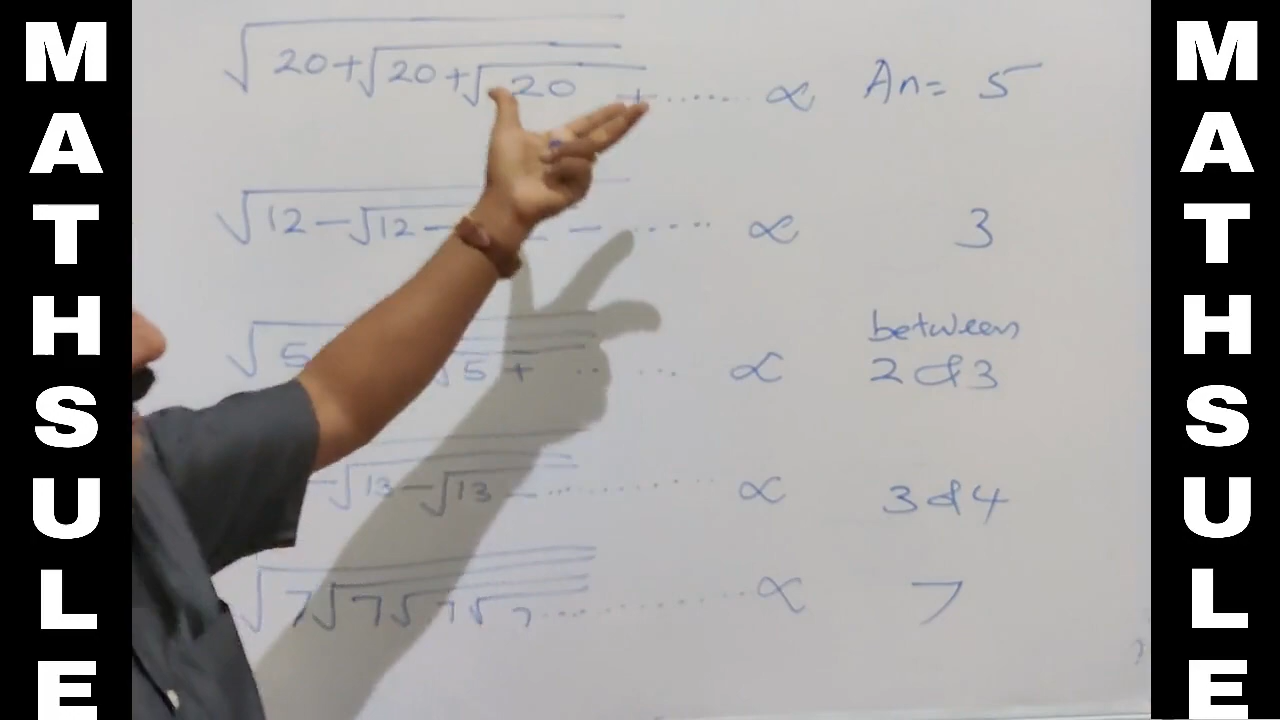 MATHSULE
√20+√20+√20 + ...... ∝ An= 5
√12-√12- - ..... ∝ 3
between
√5 √5+ ..... ∝ 2 & 3
-√13-√13- ............ ∝ 3 & 4
√7√7√7√7............ ∝ 7
MATHSULE